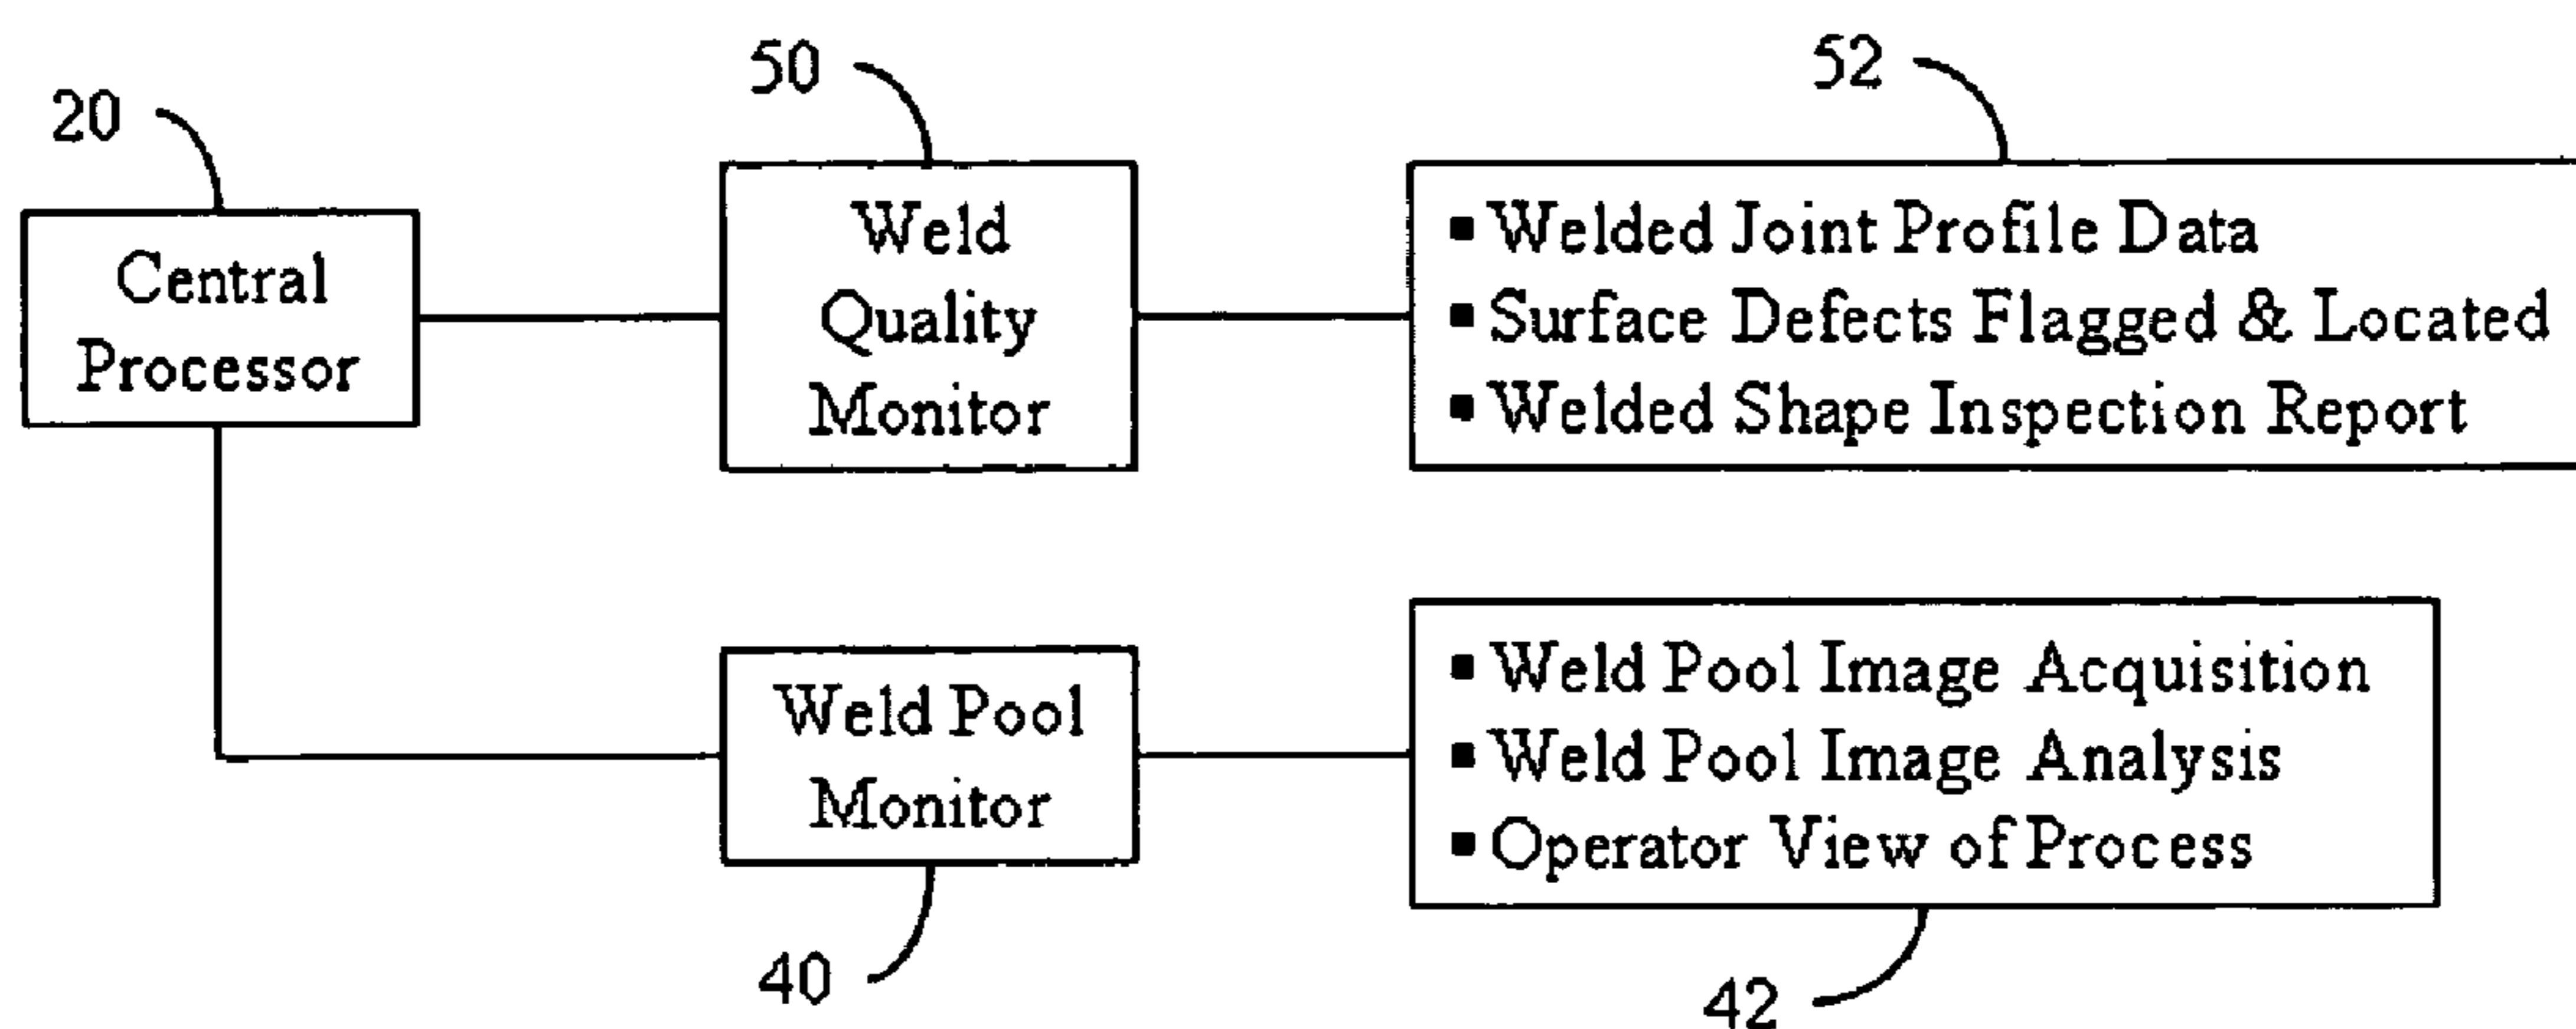 50
52
20
Central
Processor
Weld
Quality
Monitor
▪ Welded Joint Profile Data
▪ Surface Defects Flagged & Located
▪ Welded Shape Inspection Report
Weld Pool
Monitor
▪ Weld Pool Image Acquisition
▪ Weld Pool Image Analysis
▪ Operator View of Process
40
42